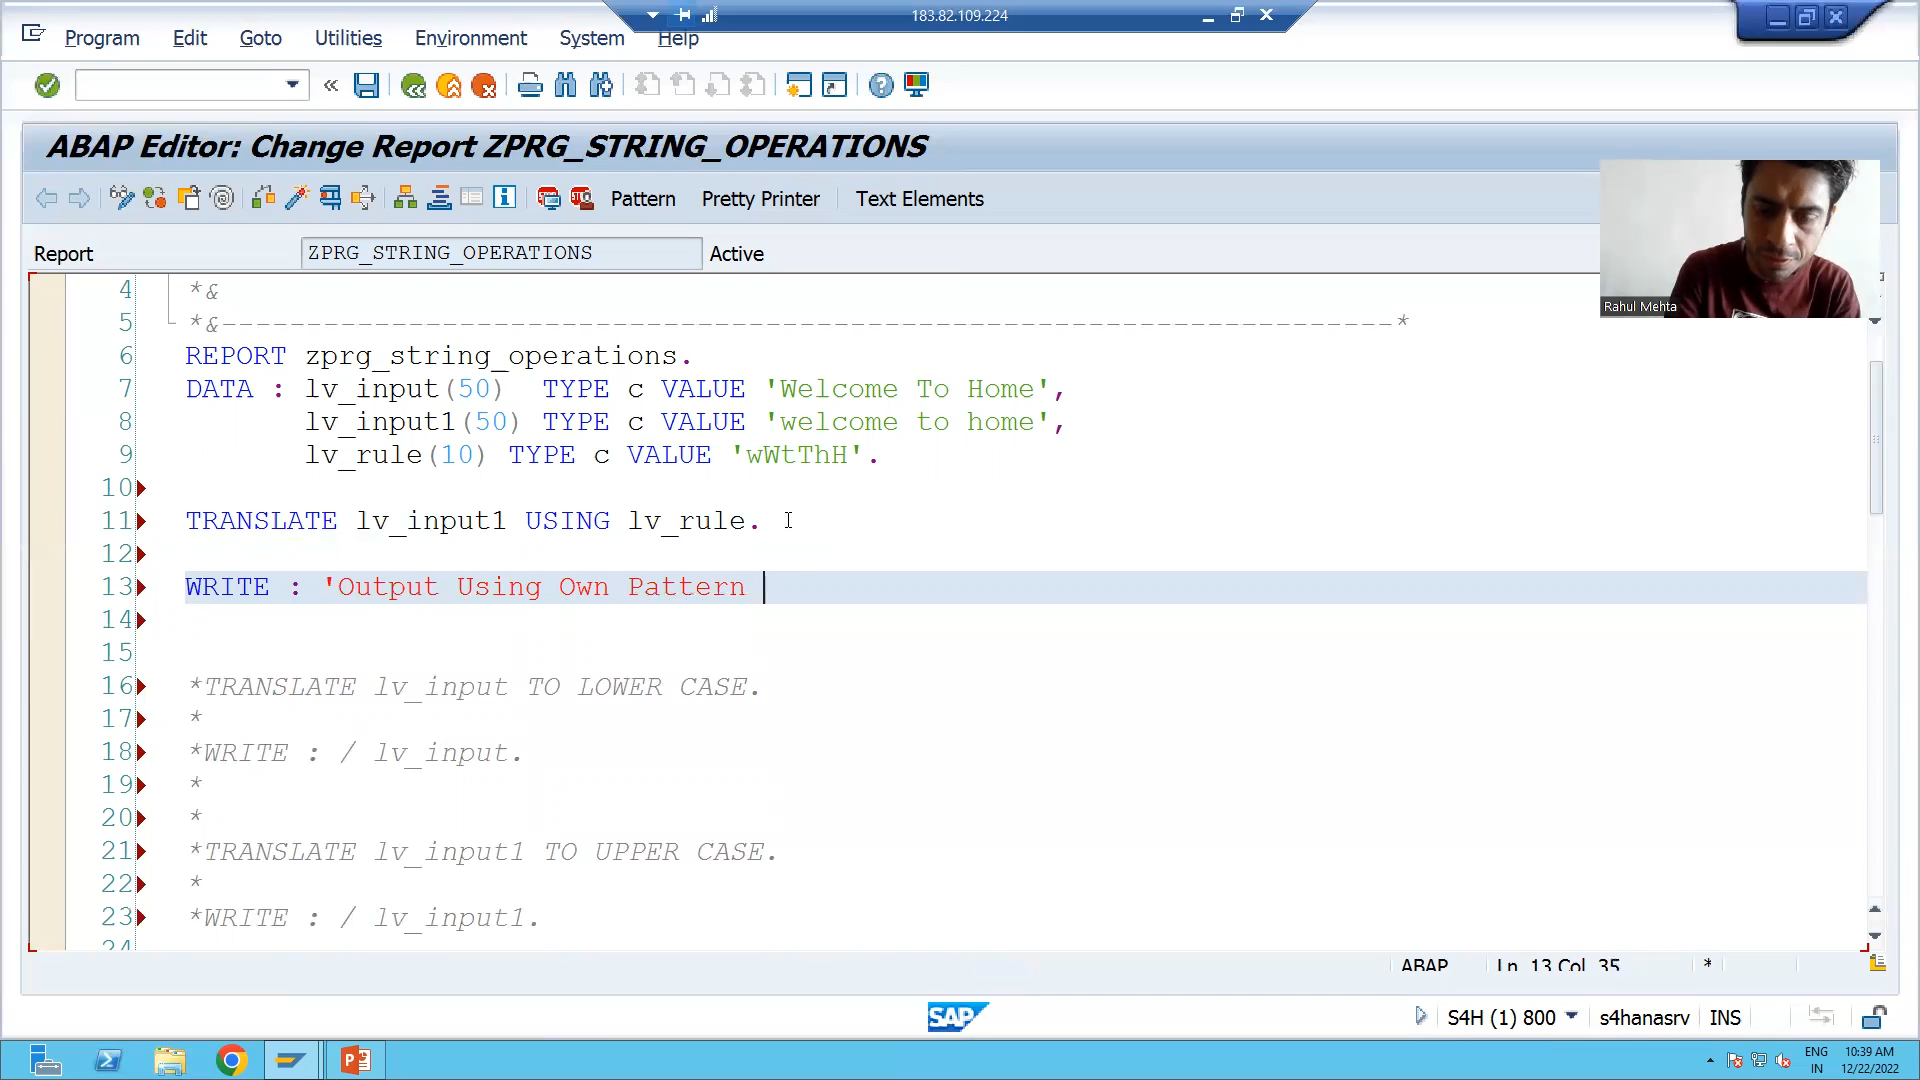 183.82.109.224
Program Edit Goto Utilities Environment System Help
ABAP Editor: Change Report ZPRG_STRING_OPERATIONS
Pattern Pretty Printer Text Elements
Rahul Mehta
Report ZPRG_STRING_OPERATIONS Active
4 *&
5 *&---------------------------------------------------------------------*
6 REPORT zprg_string_operations.
7 DATA : lv_input(50) TYPE c VALUE 'Welcome To Home',
8 lv_input1(50) TYPE c VALUE 'welcome to home',
9 lv_rule(10) TYPE c VALUE 'wWtThH'.
10
11 TRANSLATE lv_input1 USING lv_rule.
12
13 WRITE : 'Output Using Own Pattern
14
15
16 *TRANSLATE lv_input TO LOWER CASE.
17 *
18 *WRITE : / lv_input.
19 *
20 *
21 *TRANSLATE lv_input1 TO UPPER CASE.
22 *
23 *WRITE : / lv_input1.
24
ABAP Ln 13 Col 35 *
SAP S4H (1) 800 s4hanasrv INS
ENG 10:39 AM
IN 12/22/2022